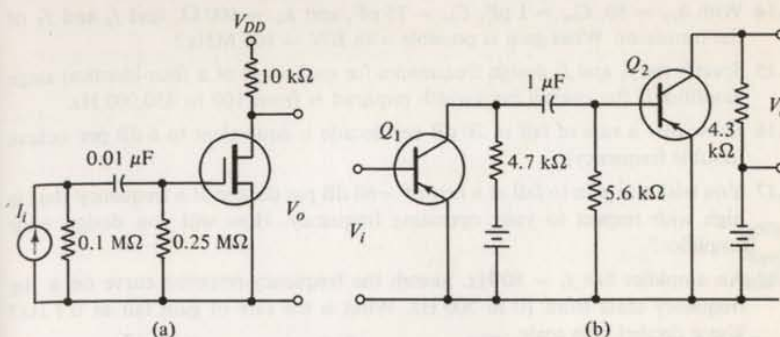 V_DD
10 kΩ
0.01 μF
I_i
0.1 MΩ
0.25 MΩ
V_o
(a)
Q_1
V_i
4.7 kΩ
1
μF
5.6 kΩ
Q_2
4.3
kΩ
(b)